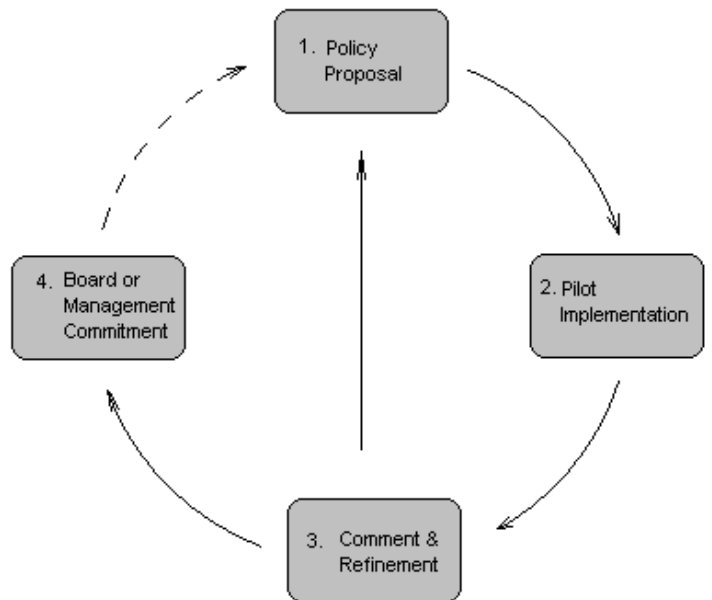 1. Policy
Proposal
2. Pilot
Implementation
3. Comment &
Refinement
4. Board or
Management
Commitment